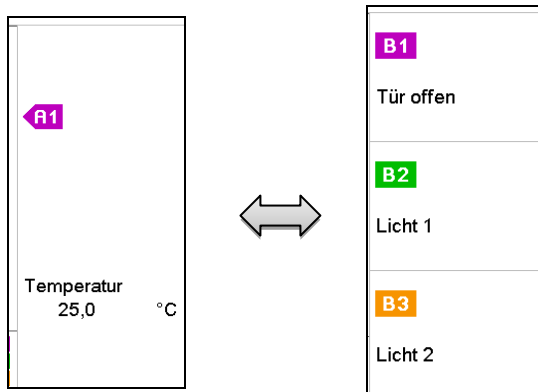 A1
Temperatur
25,0 °C
B1
Tür offen
B2
Licht 1
B3
Licht 2